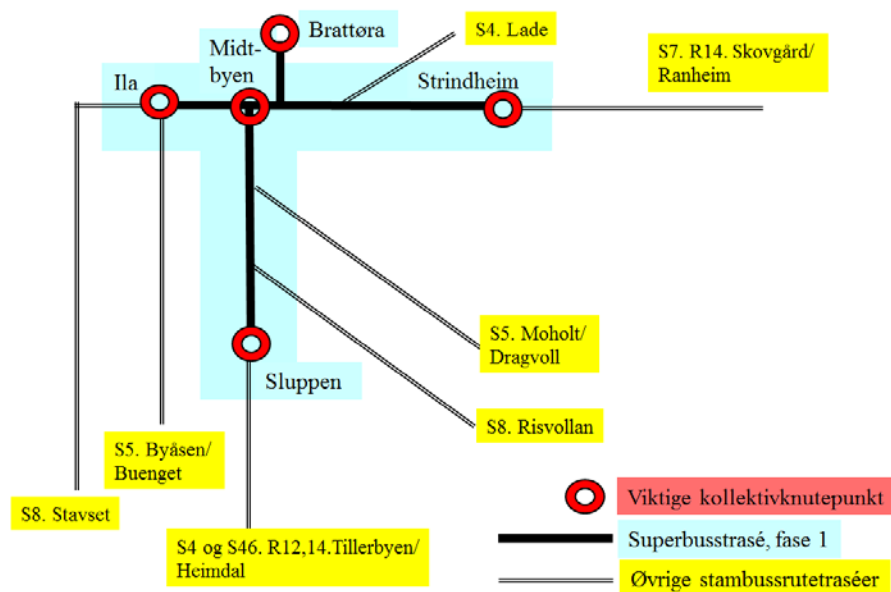 Brattøra
S4. Lade
Midt-
byen
S7. R14. Skovgård/
Ranheim
Ila
Strindheim
S5. Moholt/
Dragvoll
Sluppen
S8. Risvollan
S5. Byåsen/
Buenget
S8. Stavset
S4 og S46. R12,14.Tillerbyen/
Heimdal
Viktige kollektivknutepunkt
Superbusstrasé, fase 1
Øvrige stambussrutetraséer